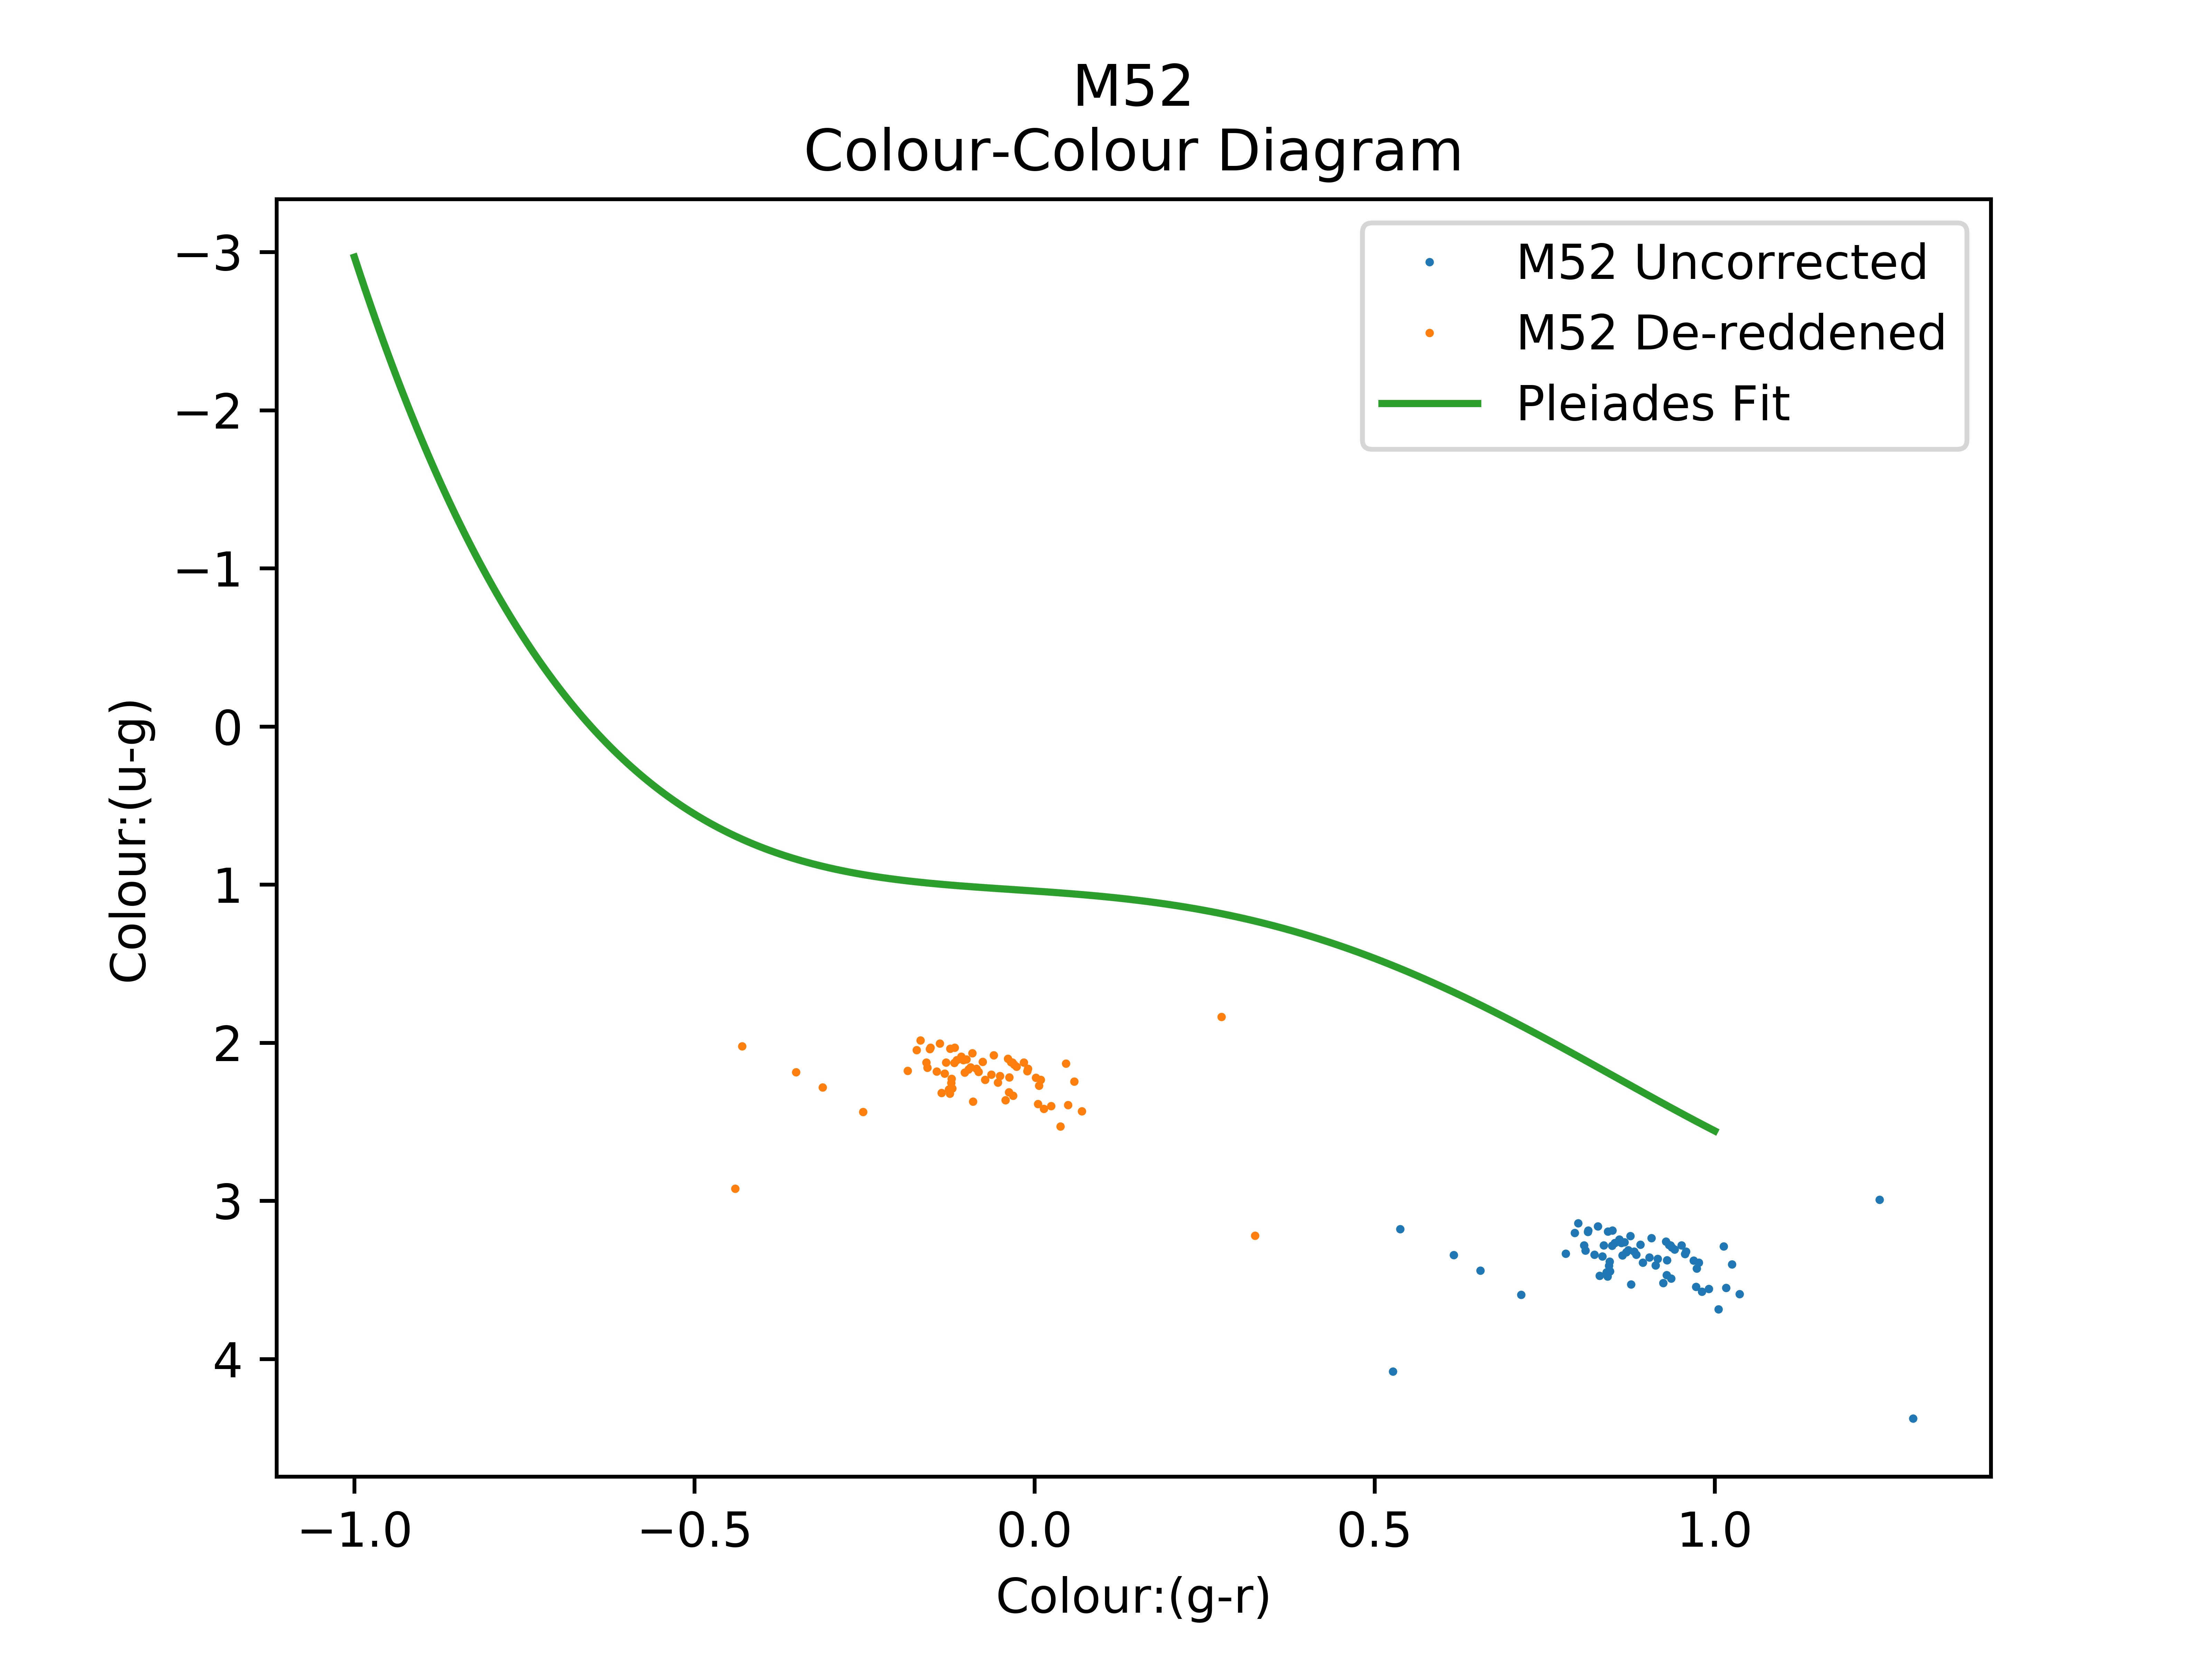 M52
Colour-Colour Diagram
M52 Uncorrected
M52 De-reddened
Pleiades Fit
−3
−2
−1
0
1
2
3
4
Colour:(u-g)
−1.0 −0.5 0.0 0.5 1.0
Colour:(g-r)